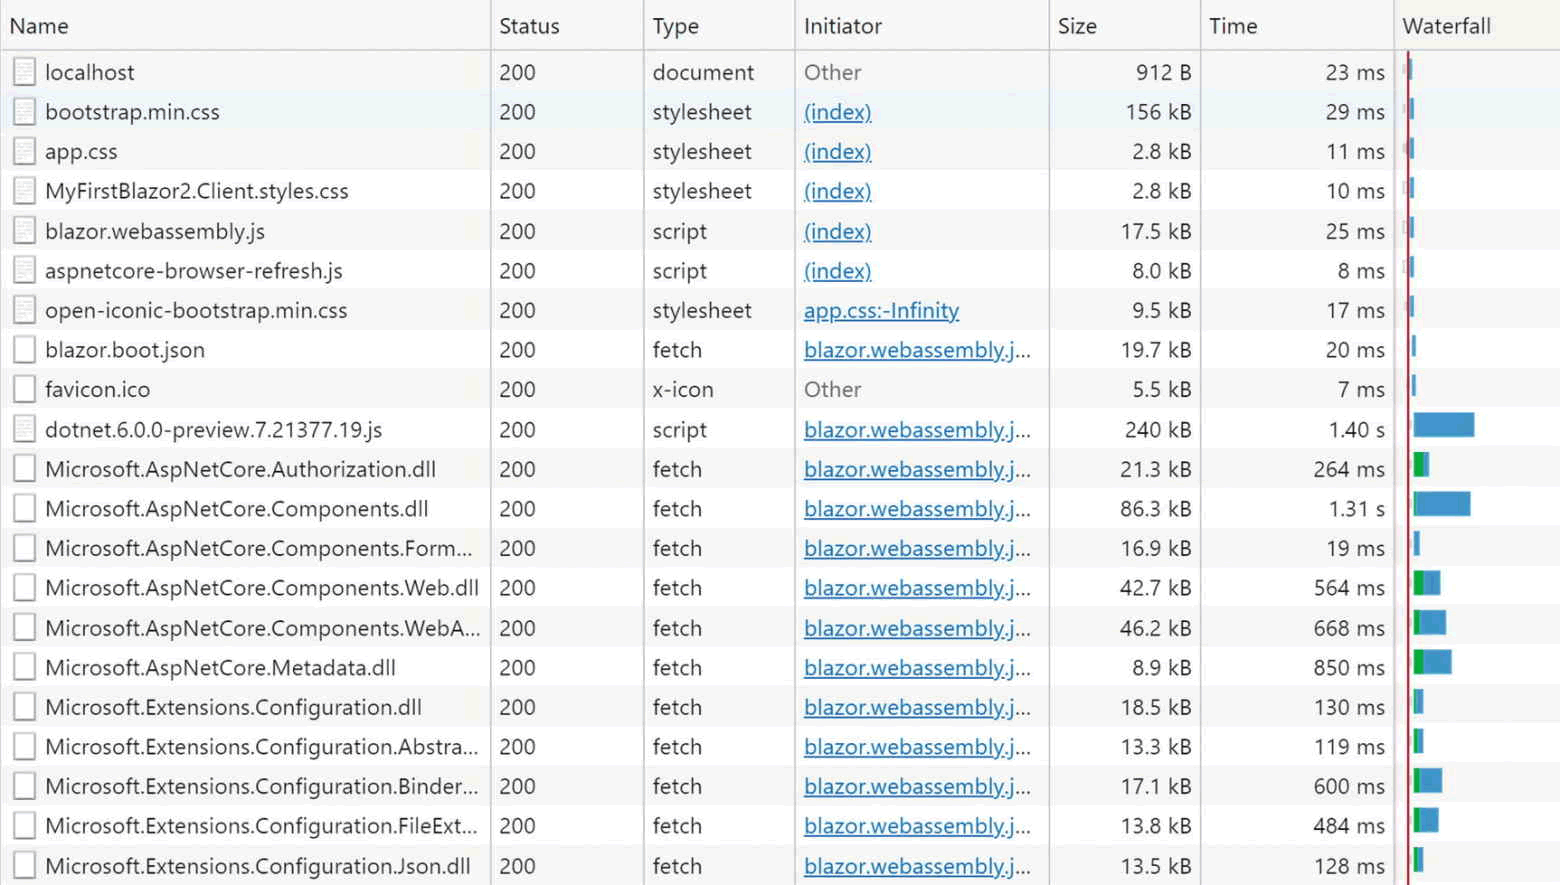 Name Status Type Initiator Size Time Waterfall
localhost 200 document Other 912 B 23 ms
bootstrap.min.css 200 stylesheet (index) 156 kB 29 ms
app.css 200 stylesheet (index) 2.8 kB 11 ms
MyFirstBlazor2.Client.styles.css 200 stylesheet (index) 2.8 kB 10 ms
blazor.webassembly.js 200 script (index) 17.5 kB 25 ms
aspnetcore-browser-refresh.js 200 script (index) 8.0 kB 8 ms
open-iconic-bootstrap.min.css 200 stylesheet app.css:-Infinity 9.5 kB 17 ms
blazor.boot.json 200 fetch blazor.webassembly.j... 19.7 kB 20 ms
favicon.ico 200 x-icon Other 5.5 kB 7 ms
dotnet.6.0.0-preview.7.21377.19.js 200 script blazor.webassembly.j... 240 kB 1.40 s
Microsoft.AspNetCore.Authorization.dll 200 fetch blazor.webassembly.j... 21.3 kB 264 ms
Microsoft.AspNetCore.Components.dll 200 fetch blazor.webassembly.j... 86.3 kB 1.31 s
Microsoft.AspNetCore.Components.Form... 200 fetch blazor.webassembly.j... 16.9 kB 19 ms
Microsoft.AspNetCore.Components.Web.dll 200 fetch blazor.webassembly.j... 42.7 kB 564 ms
Microsoft.AspNetCore.Components.WebA... 200 fetch blazor.webassembly.j... 46.2 kB 668 ms
Microsoft.AspNetCore.Metadata.dll 200 fetch blazor.webassembly.j... 8.9 kB 850 ms
Microsoft.Extensions.Configuration.dll 200 fetch blazor.webassembly.j... 18.5 kB 130 ms
Microsoft.Extensions.Configuration.Abstra... 200 fetch blazor.webassembly.j... 13.3 kB 119 ms
Microsoft.Extensions.Configuration.Binder... 200 fetch blazor.webassembly.j... 17.1 kB 600 ms
Microsoft.Extensions.Configuration.FileExt... 200 fetch blazor.webassembly.j... 13.8 kB 484 ms
Microsoft.Extensions.Configuration.Json.dll 200 fetch blazor.webassembly.j... 13.5 kB 128 ms